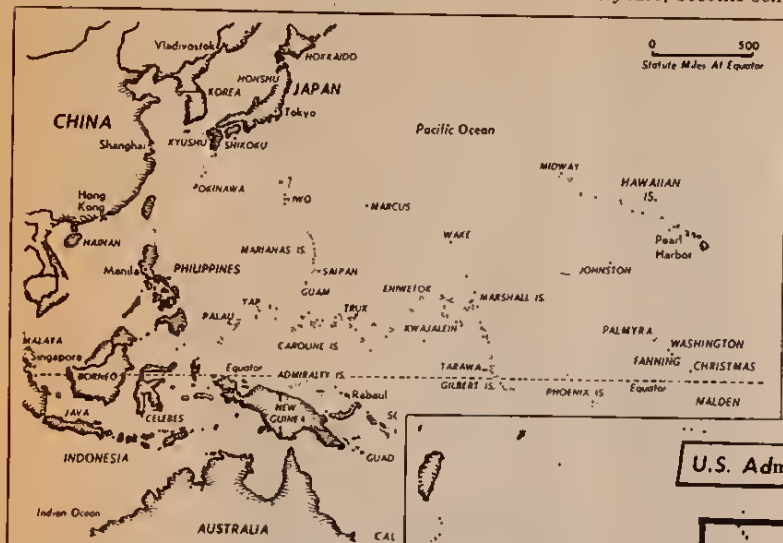 Vladivostok
HOKKAIDO
HONSHU
KOREA
JAPAN
Tokyo
0 500
Statute Miles At Equator
CHINA
Shanghai
KYUSHU
SHIKOKU
Pacific Ocean
OKINAWA
IWO
MARCUS
MIDWAY
HAWAIIAN
IS.
Pearl
Harbor
Hong
Kong
HAINAN
MARIANAS IS.
WAKE
Manila
PHILIPPINES
SAIPAN
GUAM
ENIWETOK
MARSHALL IS.
JOHNSTON
YAP
PALAU
TRUK
KWAJALEIN
CAROLINE IS.
PALMYRA
WASHINGTON
FANNING
CHRISTMAS
MALAYA
Singapore
BORNEO
Equator
ADMIRALTY IS.
TARAWA
GILBERT IS.
PHOENIX IS.
Equator
MALDEN
JAVA
CELEBES
NEW
GUINEA
Rabaul
INDONESIA
GUAD
U.S. Adm
Indian Ocean
AUSTRALIA
CAL